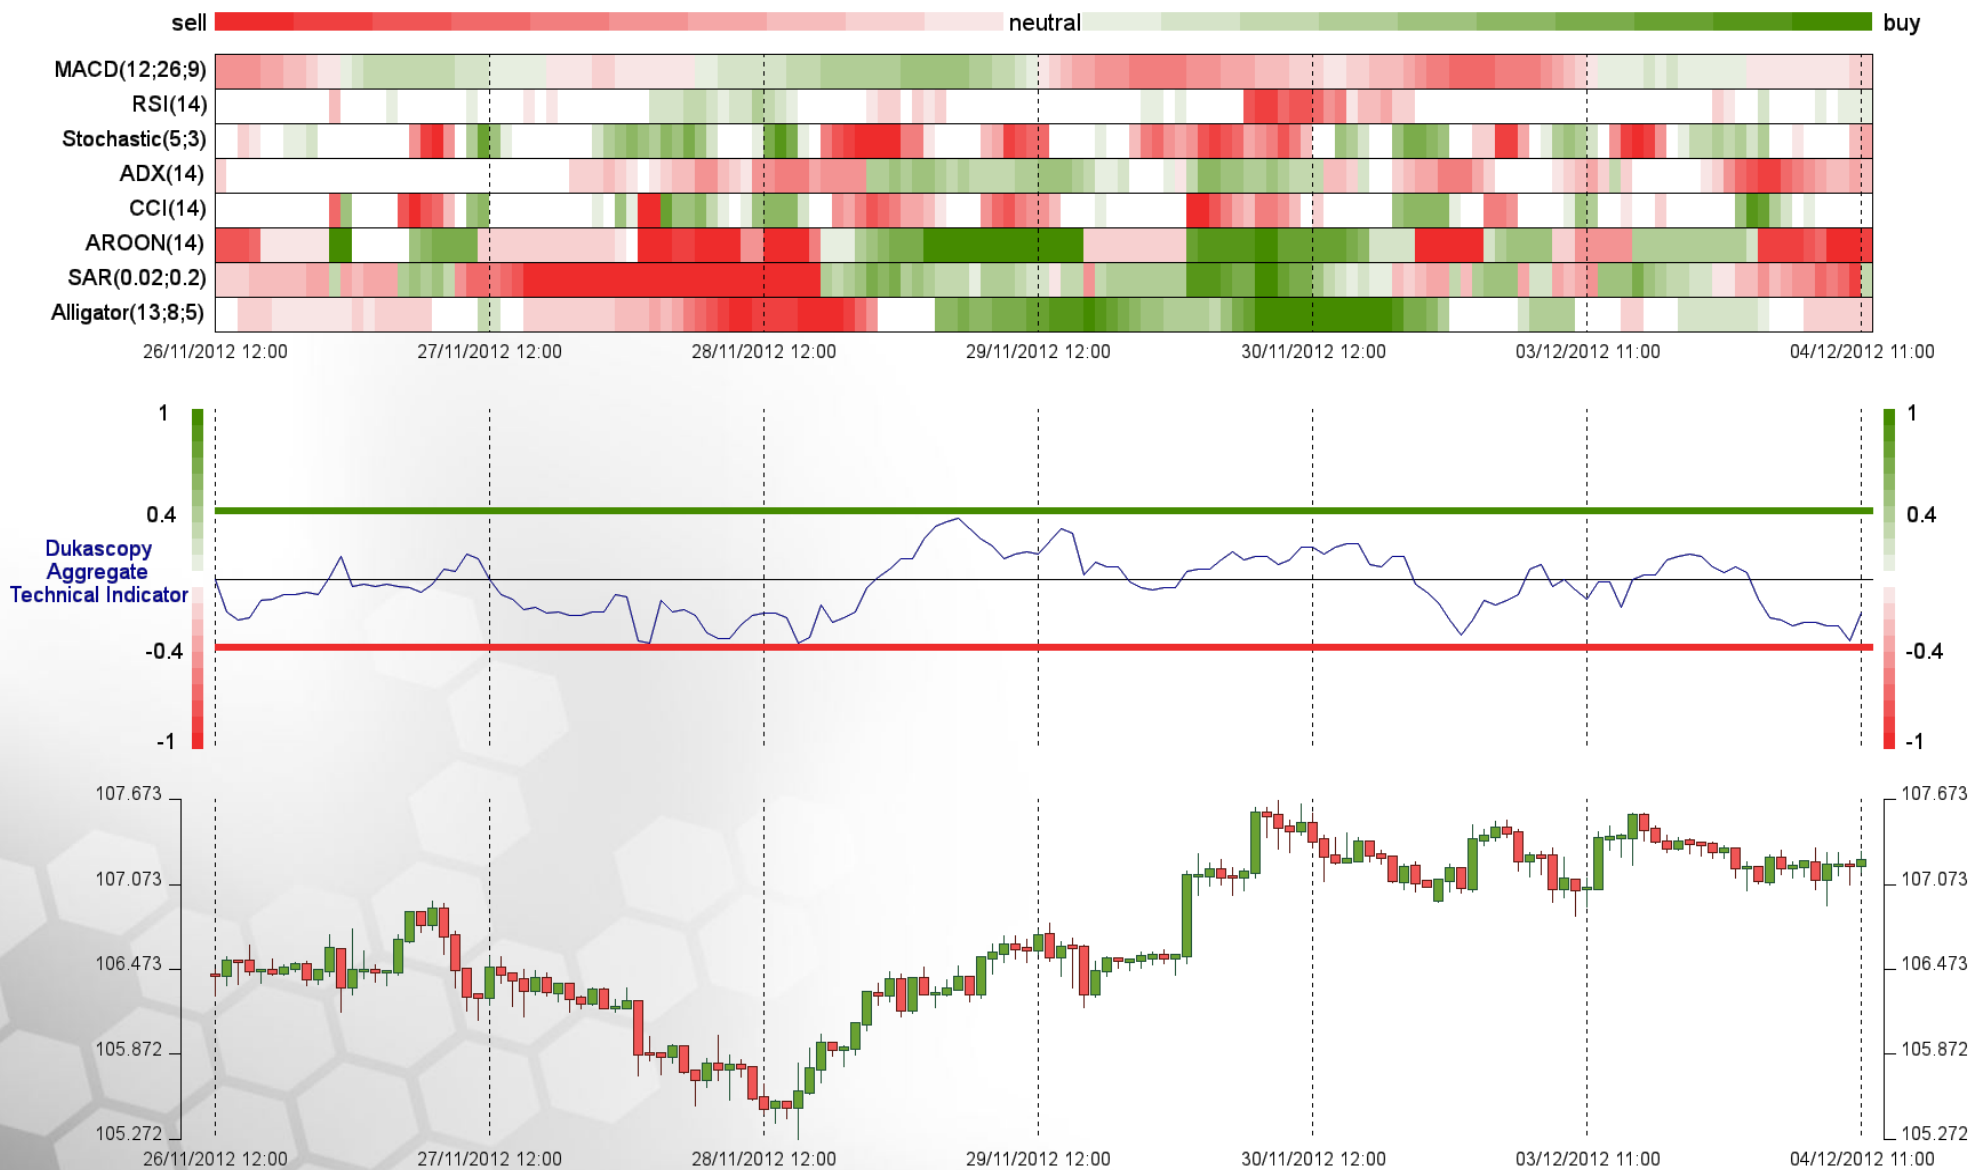 sell neutral buy
MACD(12;26;9)
RSI(14)
Stochastic(5;3)
ADX(14)
CCI(14)
AROON(14)
SAR(0.02;0.2)
Alligator(13;8;5)
26/11/2012 12:00 27/11/2012 12:00 28/11/2012 12:00 29/11/2012 12:00 30/11/2012 12:00 03/12/2012 11:00 04/12/2012 11:00
1 1
0.4 0.4
Dukascopy
Aggregate
Technical Indicator
-0.4 -0.4
-1 -1
107.673 107.673
107.073 107.073
106.473 106.473
105.872 105.872
105.272 105.272
26/11/2012 12:00 27/11/2012 12:00 28/11/2012 12:00 29/11/2012 12:00 30/11/2012 12:00 03/12/2012 11:00 04/12/2012 11:00